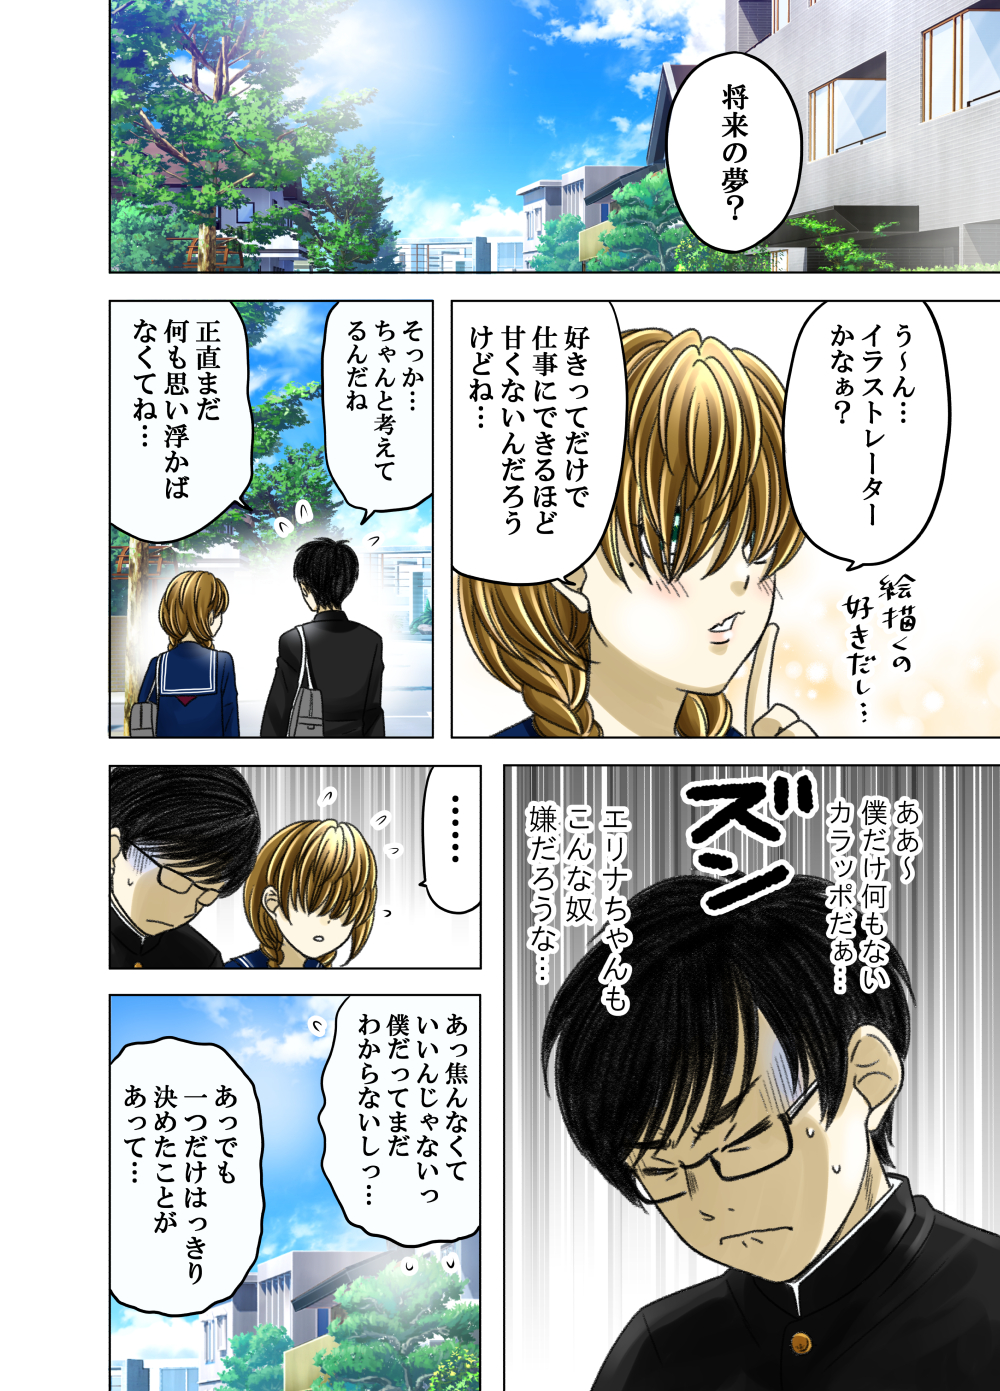 将来の夢？
う～ん…
イラストレーター
かなぁ？
絵描くの
好きだし…
好きってだけで
仕事にできるほど
甘くないんだろう
けどね…
そっか…
ちゃんと考えて
るんだね
正直まだ
何も思い浮かば
なくてね…
ああ～
僕だけ何もない
カラッポだぁ…
ズン
エリナちゃんも
こんな奴
嫌だろうな…
……
あっ焦んなくて
いいんじゃないっ
僕だってまだ
わからないしっ…
あっでも
一つだけはっきり
決めたことが
あって…